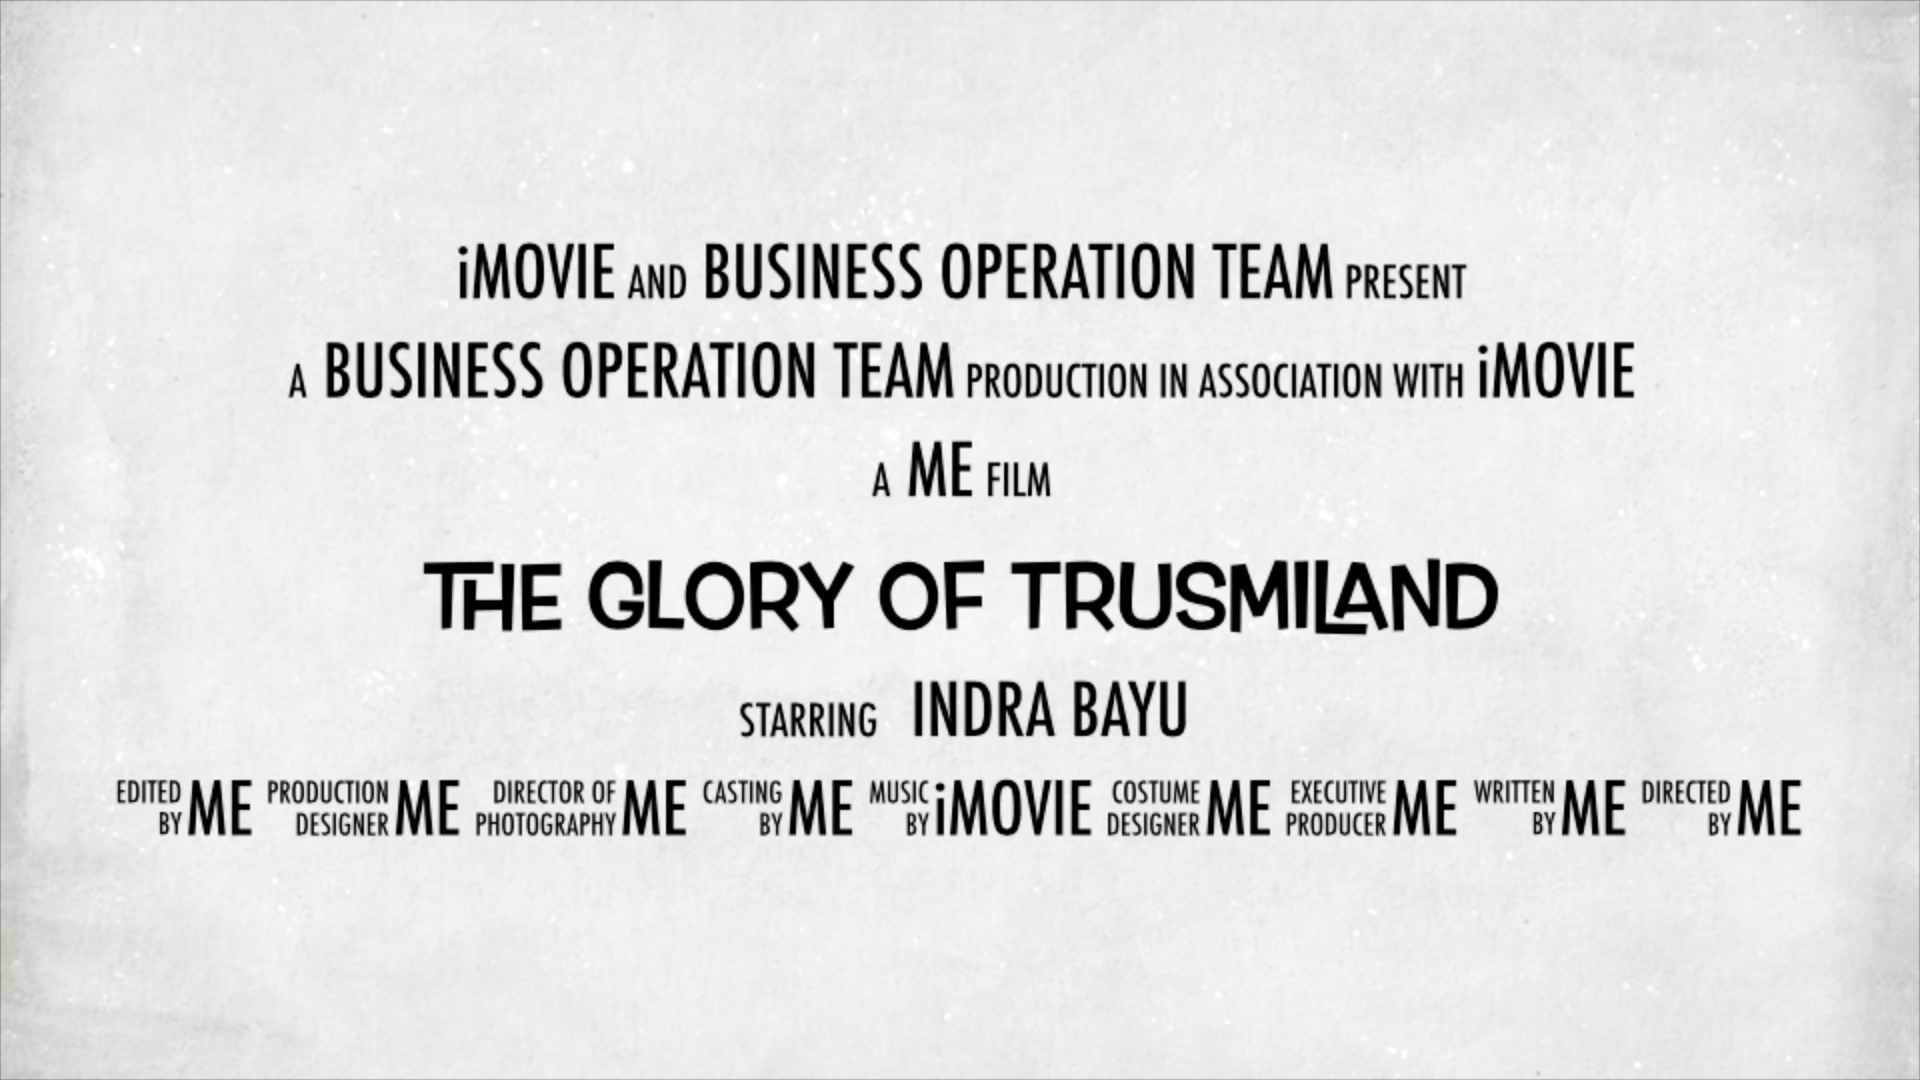 iMOVIE AND BUSINESS OPERATION TEAM PRESENT
A BUSINESS OPERATION TEAM PRODUCTION IN ASSOCIATION WITH iMOVIE
A ME FILM
THE GLORY OF TRUSMILAND
STARRING INDRA BAYU
EDITED BY ME PRODUCTION DESIGNER ME DIRECTOR OF PHOTOGRAPHY ME CASTING BY ME MUSIC BY iMOVIE COSTUME DESIGNER ME EXECUTIVE PRODUCER ME WRITTEN BY ME DIRECTED BY ME